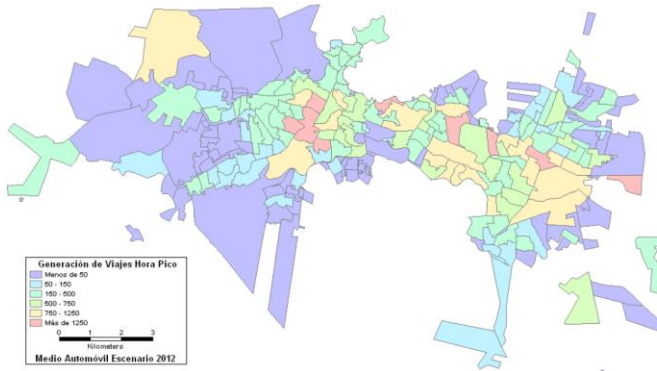 Generación de Viajes Hora Pico
Menos de 50
50 - 150
150 - 500
500 - 750
750 - 1250
Más de 1250
0 1 2 3
Kilometers
Medio Automóvil Escenario 2012